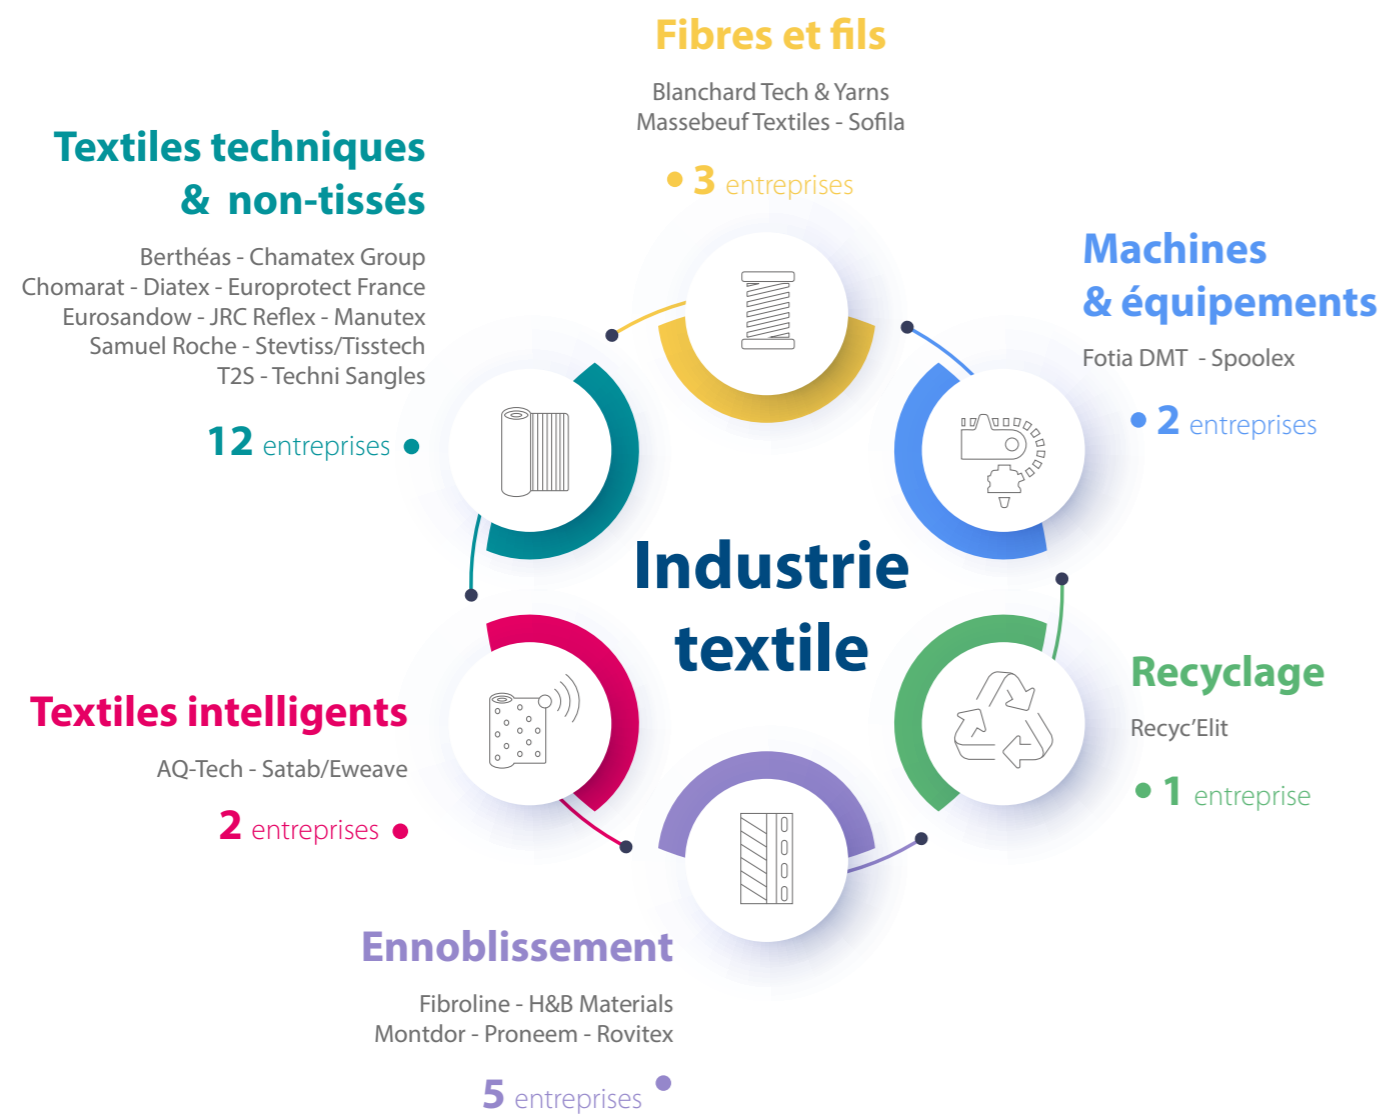 Fibres et fils
Blanchard Tech & Yarns
Massebeuf Textiles - Sofila
3 entreprises
Textiles techniques
& non-tissés
Berthéas - Chamatex Group
Chomarat - Diatex - Europrotect France
Eurosandow - JRC Reflex - Manutex
Samuel Roche - Stevtiss/Tisstech
T2S - Techni Sangles
12 entreprises
Machines
& équipements
Fotia DMT - Spoolex
2 entreprises
Industrie
textile
Recyclage
Recyc'Elit
1 entreprise
Textiles intelligents
AQ-Tech - Satab/Eweave
2 entreprises
Ennoblissement
Fibroline - H&B Materials
Montdor - Proneem - Rovitex
5 entreprises